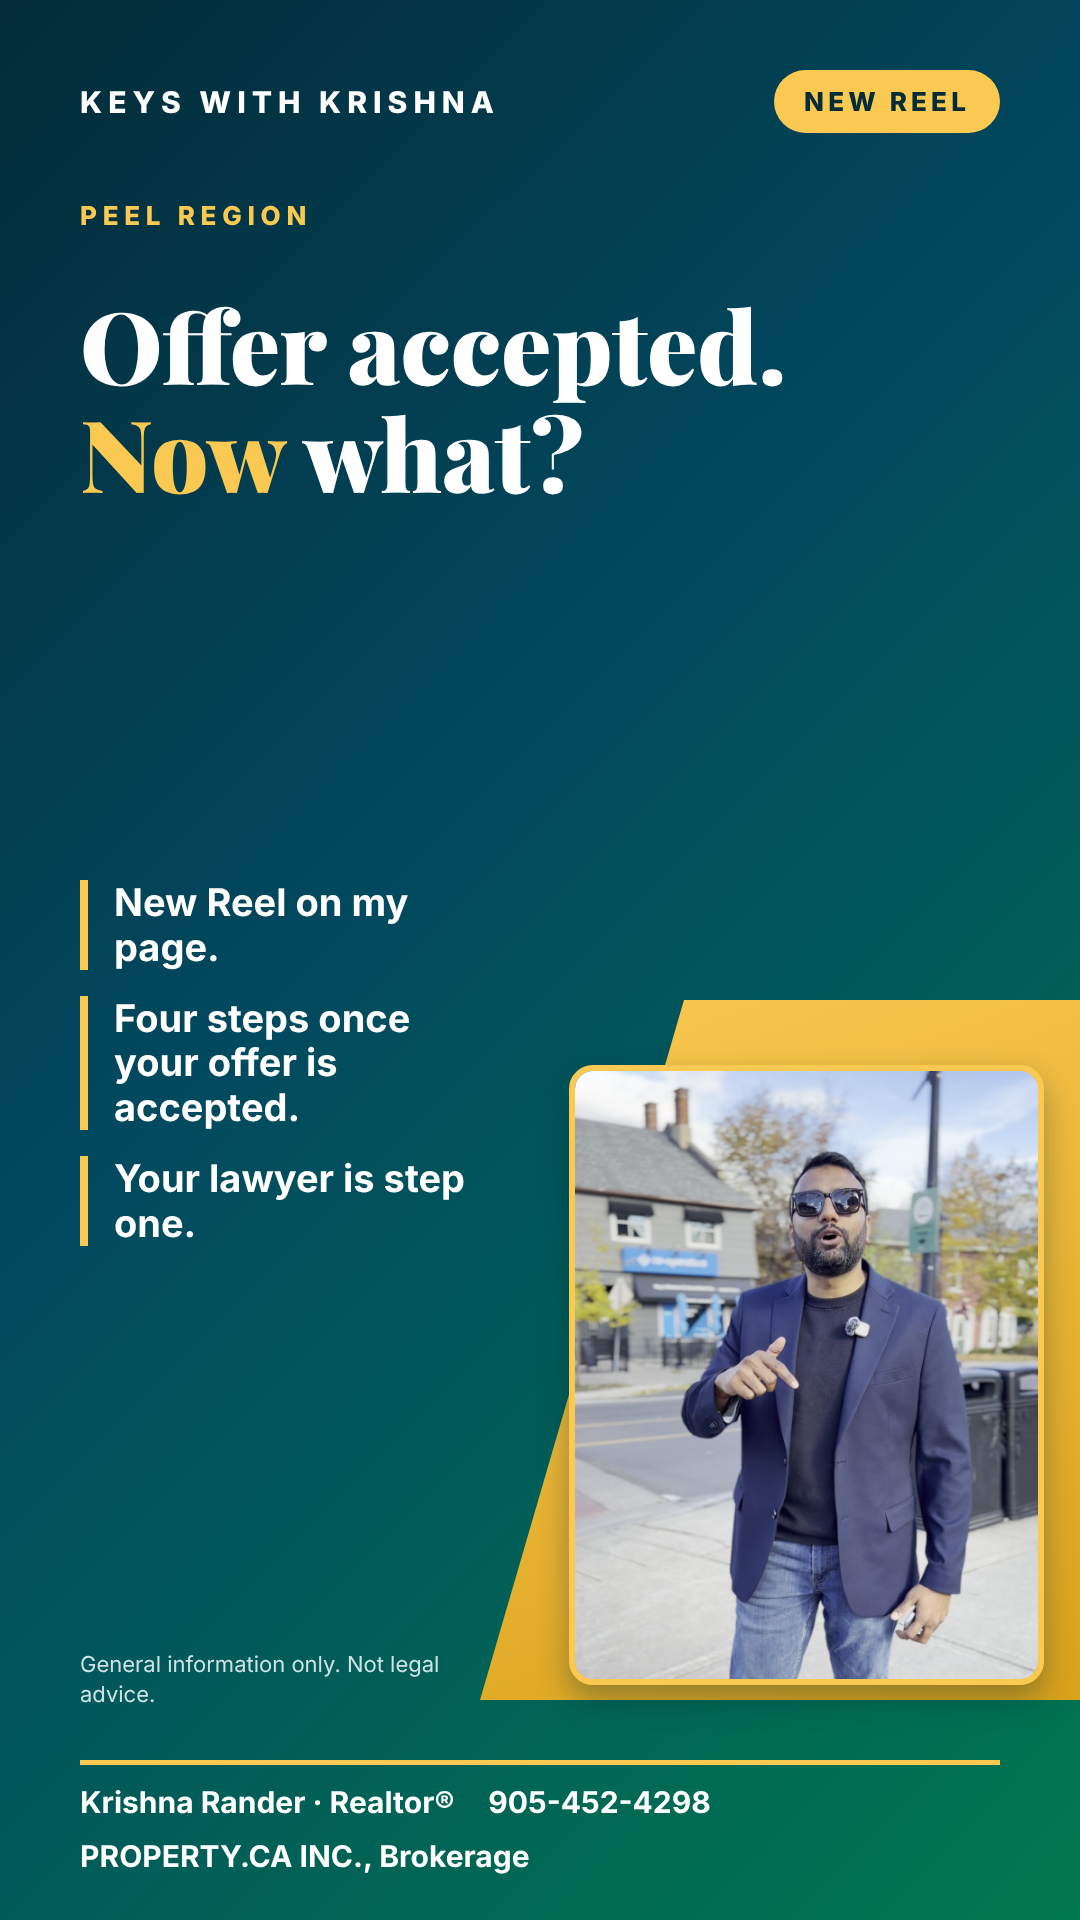 KEYS WITH KRISHNA
NEW REEL
PEEL REGION
Offer accepted.
Now what?
New Reel on my
page.
Four steps once
your offer is
accepted.
Your lawyer is step
one.
General information only. Not legal
advice.
Krishna Rander · Realtor® 905-452-4298
PROPERTY.CA INC., Brokerage